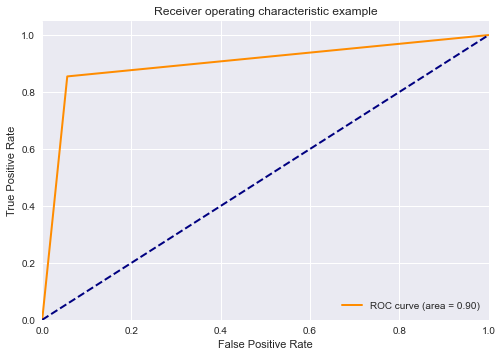 Receiver operating characteristic example
True Positive Rate
1.0
0.8
0.6
0.4
0.2
0.0
ROC curve (area = 0.90)
0.0 0.2 0.4 0.6 0.8 1.0
False Positive Rate